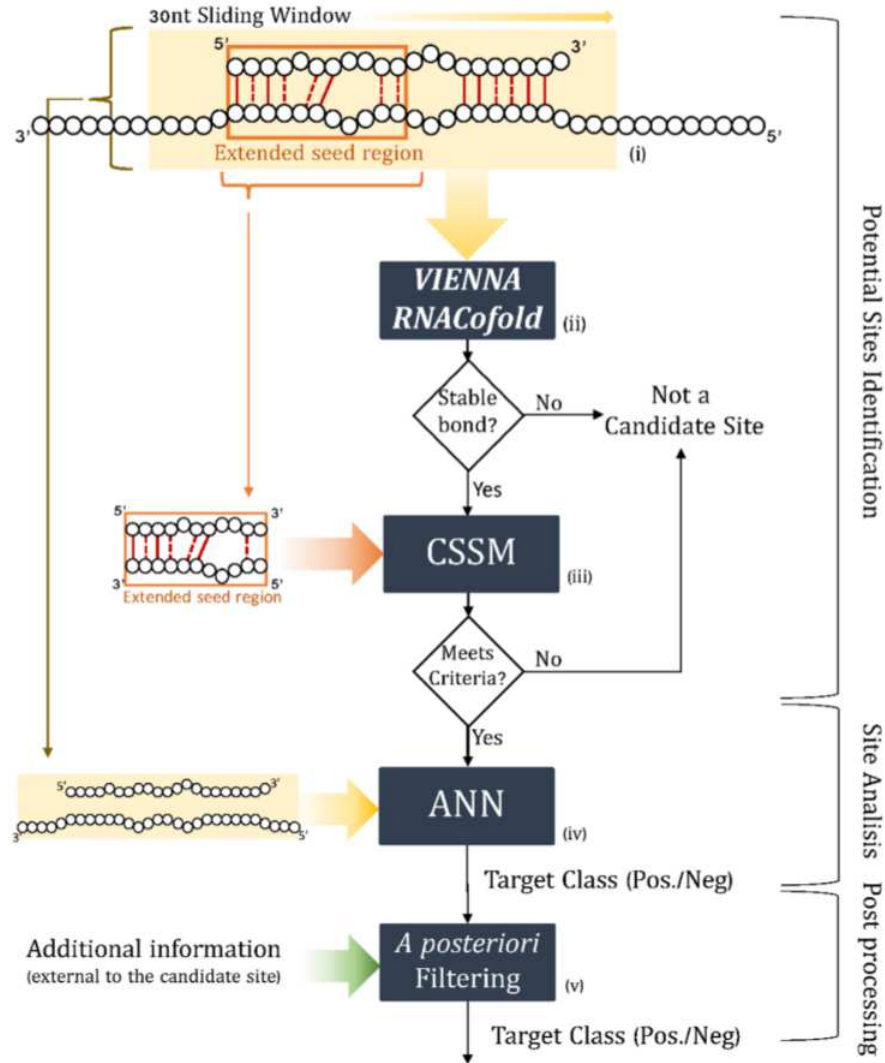 30nt Sliding Window
5’
3’
3’
5’
Extended seed region
(i)
VIENNA
RNACofold
(ii)
Stable
bond?
No
Not a
Candidate Site
Yes
5’
3’
3’
5’
Extended seed region
CSSM
(iii)
Meets
Criteria?
No
Yes
5’
3’
3’
5’
ANN
(iv)
Target Class (Pos./Neg)
Additional information
(external to the candidate site)
A posteriori
Filtering
(v)
Target Class (Pos./Neg)
Potential Sites Identification
Site Analisis
Post processing